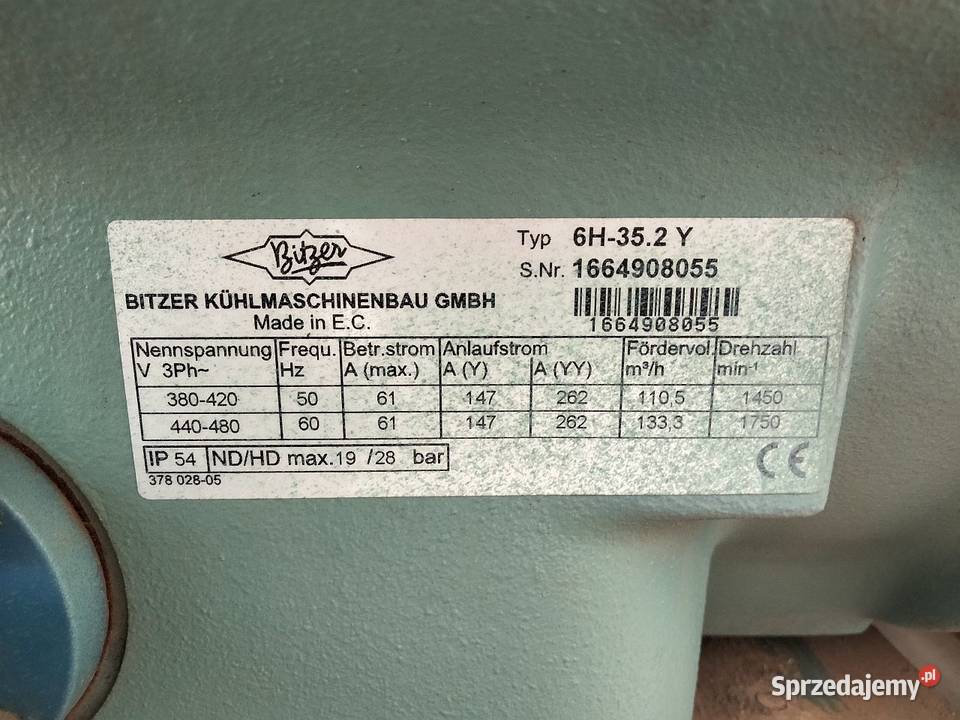 Bitzer
BITZER KÜHLMASCHINENBAU GMBH
Made in E.C.
Typ 6H-35.2 Y
S.Nr. 1664908055
1664908055
Nennspannung Frequ. Betr.strom Anlaufstrom Fördervol. Drehzahl
V 3Ph~ Hz A (max.) A (Y) A (YY) m³/h min-¹
380-420 50 61 147 262 110,5 1450
440-480 60 61 147 262 133,3 1750
IP 54 ND/HD max.19 /28 bar
378 028-05
CE
Sprzedajemy.pl